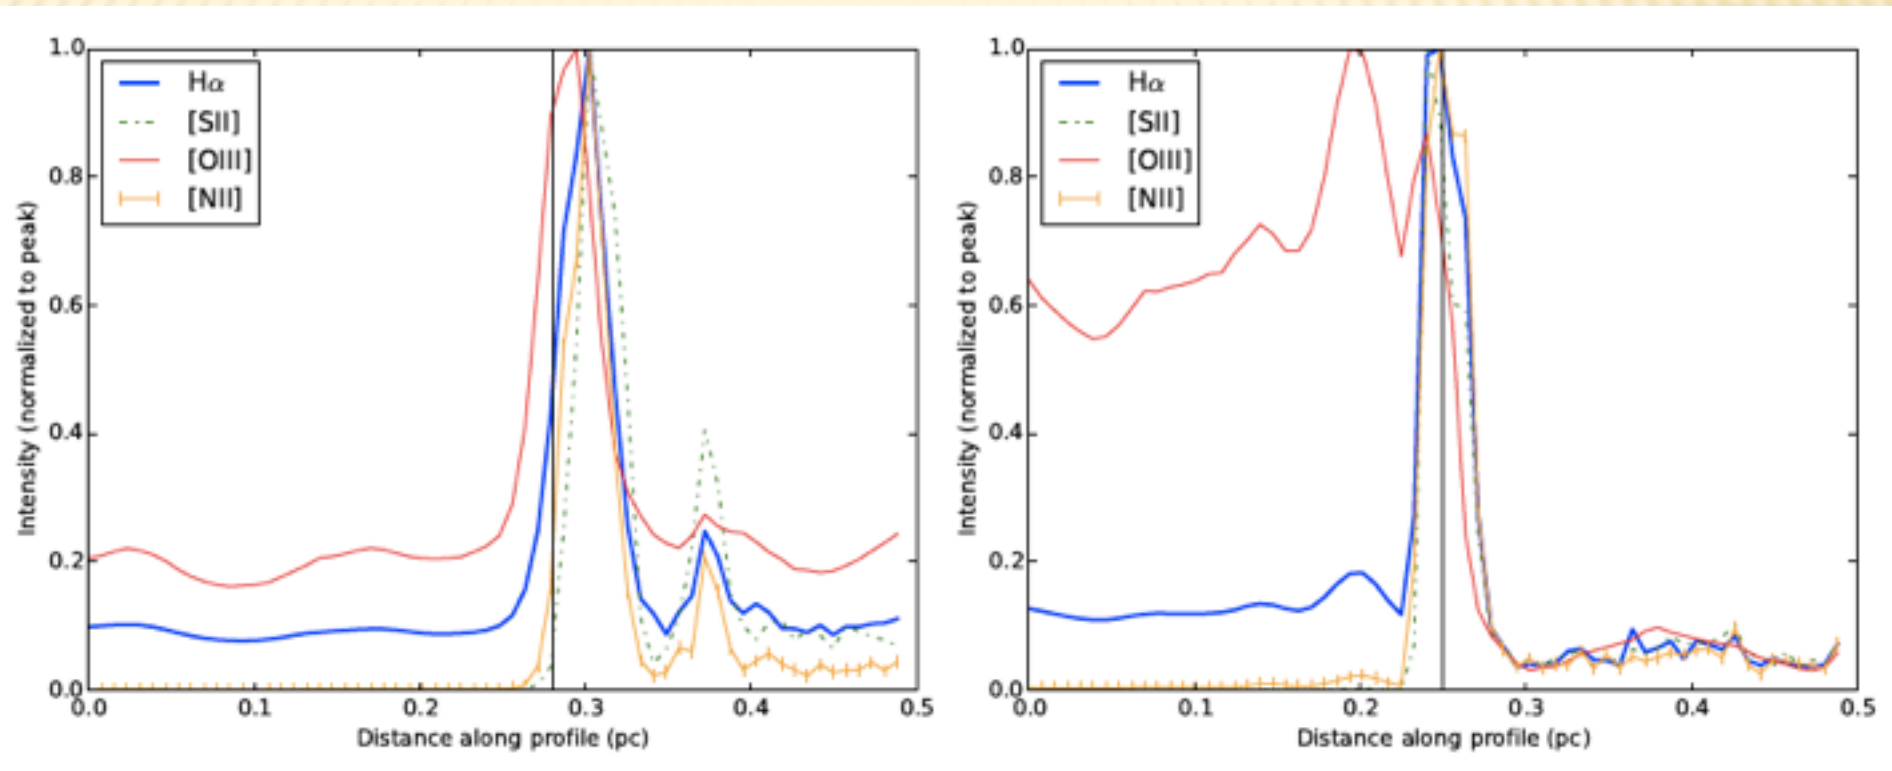 1.0
0.8
0.6
0.4
0.2
0.0
Intensity (normalized to peak)
Hα
[SII]
[OIII]
[NII]
0.0 0.1 0.2 0.3 0.4 0.5
Distance along profile (pc)
1.0
0.8
0.6
0.4
0.2
0.0
Intensity (normalized to peak)
Hα
[SII]
[OIII]
[NII]
0.0 0.1 0.2 0.3 0.4 0.5
Distance along profile (pc)